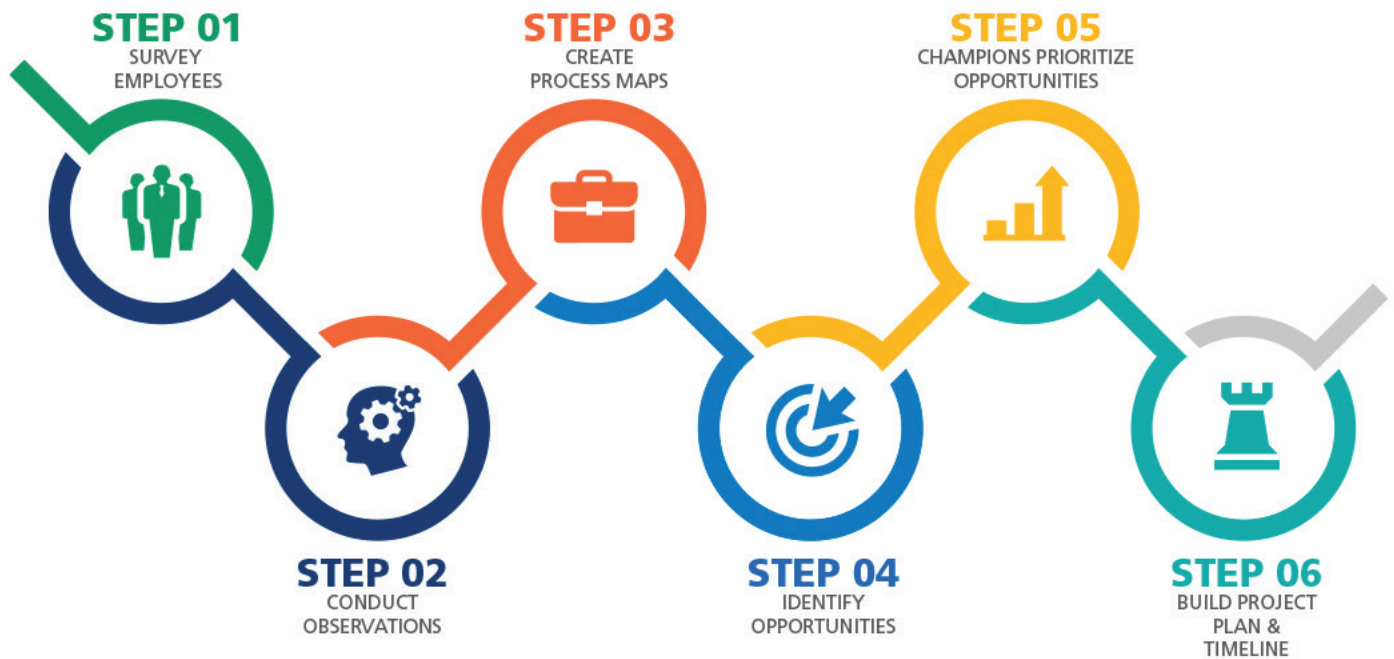 STEP 01
SURVEY
EMPLOYEES
STEP 02
CONDUCT
OBSERVATIONS
STEP 03
CREATE
PROCESS MAPS
STEP 04
IDENTIFY
OPPORTUNITIES
STEP 05
CHAMPIONS PRIORITIZE
OPPORTUNITIES
STEP 06
BUILD PROJECT
PLAN &
TIMELINE